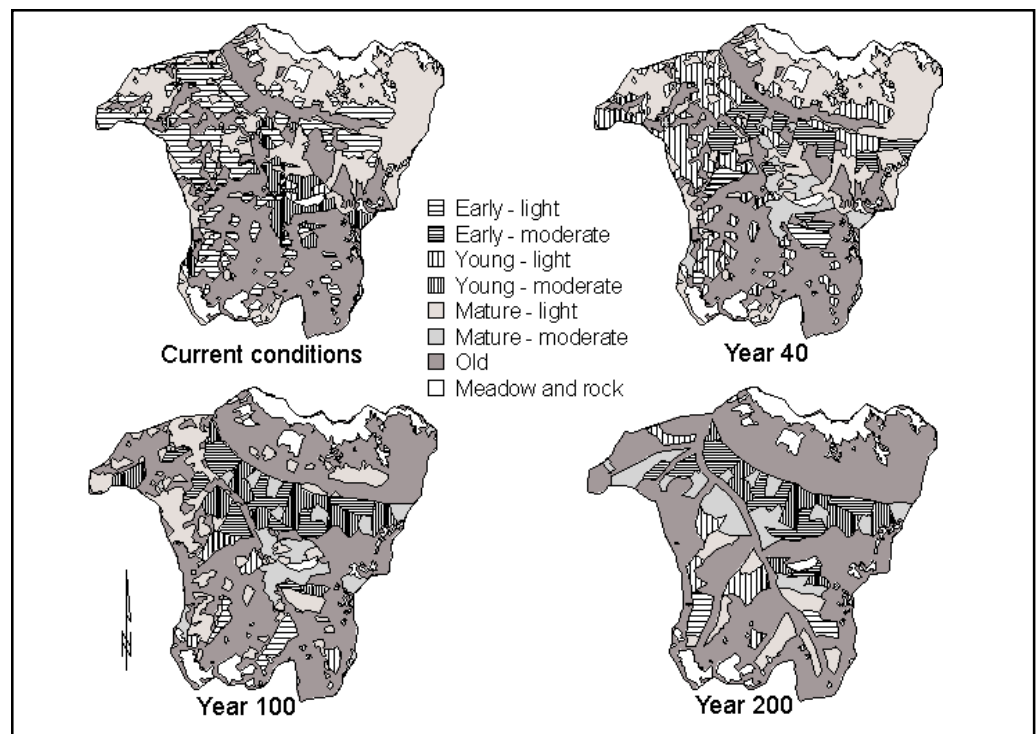 Early - light
Early - moderate
Young - light
Young - moderate
Mature - light
Mature - moderate
Old
Meadow and rock
Current conditions
Year 40
Year 100
Year 200